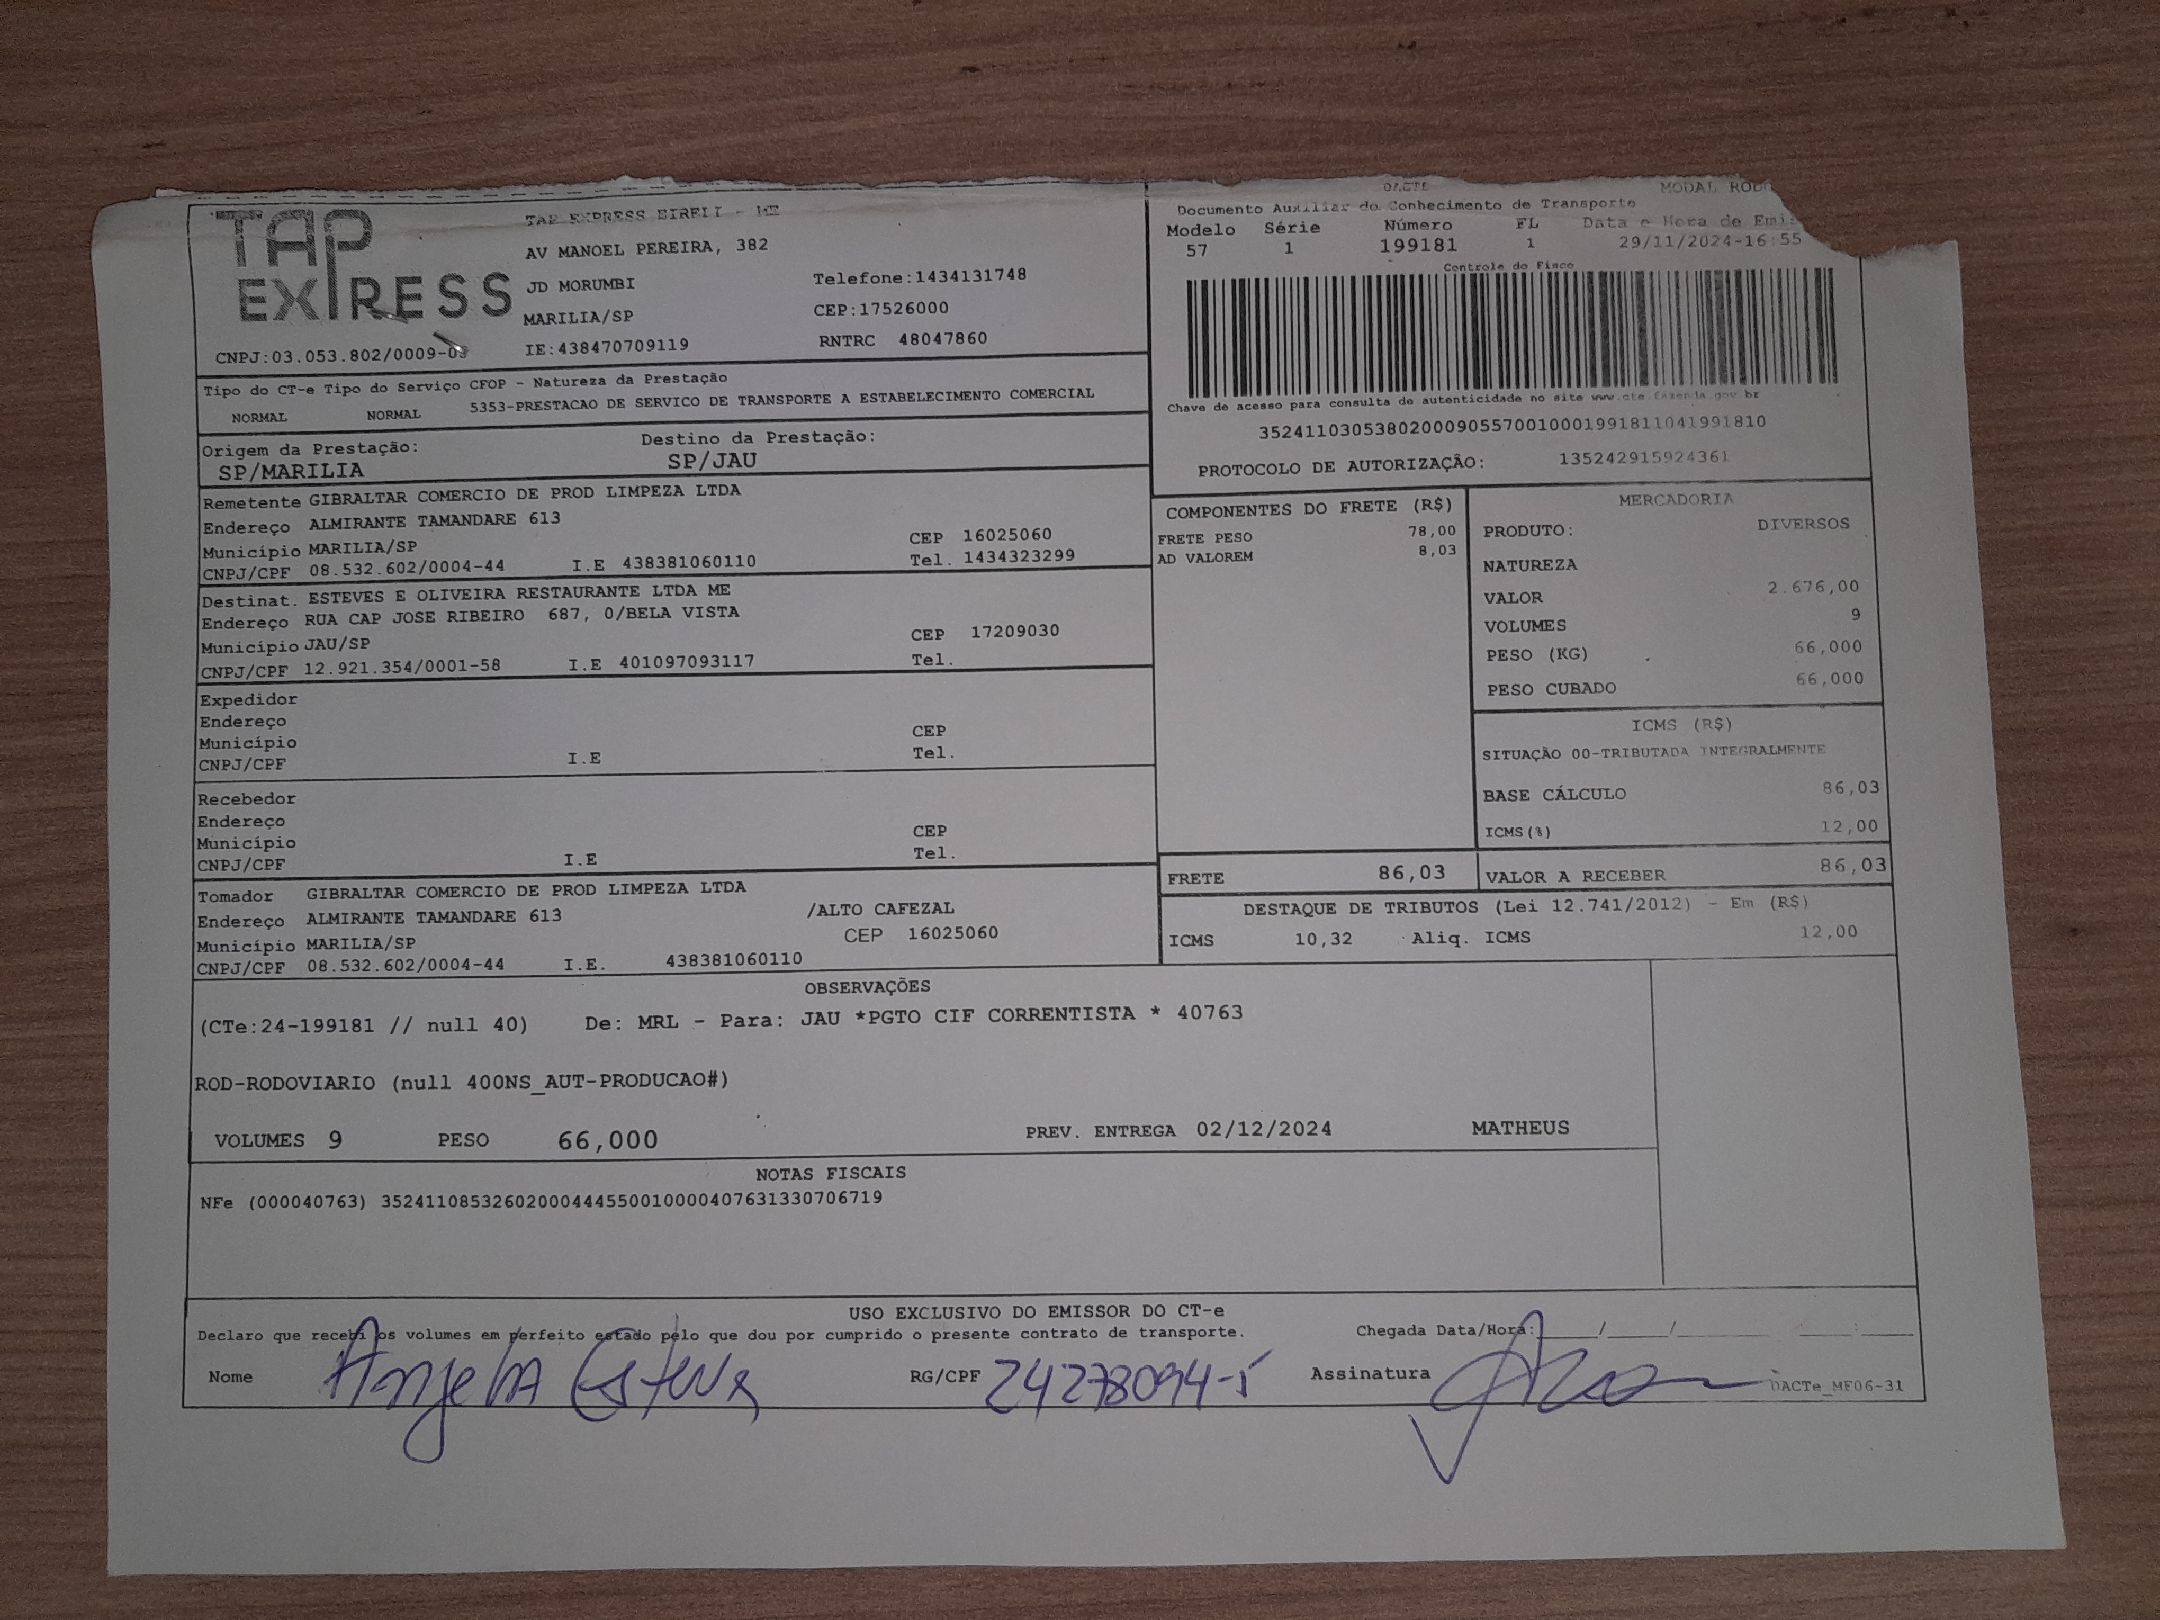 TAP EXPRESS
TAP EXPRESS EIRELI - ME
AV MANOEL PEREIRA, 382
JD MORUMBI
Telefone:1434131748
MARILIA/SP
CEP:17526000
CNPJ:03.053.802/0009-
IE:438470709119
RNTRC 48047860
DACTE
MODAL
Documento Auxiliar do Conhecimento de Transporte
Modelo Série Número FL Data e Hora de
57 1 199181 1 29/11/2024-16:55
Controle do Fisco
Chave de acesso para consulta de autenticidade no site www.cte.fazenda.gov.br
35241103053802000905570010001991811041991810
PROTOCOLO DE AUTORIZAÇÃO: 135242915924361
Tipo do CT-e Tipo do Serviço CFOP - Natureza da Prestação
NORMAL NORMAL 5353-PRESTACAO DE SERVICO DE TRANSPORTE A ESTABELECIMENTO COMERCIAL
Origem da Prestação: Destino da Prestação:
SP/MARILIA SP/JAU
Remetente GIBRALTAR COMERCIO DE PROD LIMPEZA LTDA
Endereço ALMIRANTE TAMANDARE 613
CEP 16025060
Município MARILIA/SP
Tel. 1434323299
CNPJ/CPF 08.532.602/0004-44 I.E 438381060110
Destinat. ESTEVES E OLIVEIRA RESTAURANTE LTDA ME
Endereço RUA CAP JOSE RIBEIRO 687, 0/BELA VISTA
Município JAU/SP CEP 17209030
CNPJ/CPF 12.921.354/0001-58 I.E 401097093117 Tel.
Expedidor
Endereço
Município CEP
CNPJ/CPF I.E Tel.
Recebedor
Endereço
Município CEP
CNPJ/CPF I.E Tel.
Tomador GIBRALTAR COMERCIO DE PROD LIMPEZA LTDA
Endereço ALMIRANTE TAMANDARE 613 /ALTO CAFEZAL
Município MARILIA/SP CEP 16025060
CNPJ/CPF 08.532.602/0004-44 I.E. 438381060110
COMPONENTES DO FRETE (R$)
FRETE PESO 78,00
AD VALOREM 8,03
MERCADORIA
PRODUTO: DIVERSOS
NATUREZA
VALOR 2.676,00
VOLUMES 9
PESO (KG) 66,000
PESO CUBADO 66,000
ICMS (R$)
SITUAÇÃO 00-TRIBUTADA INTEGRALMENTE
BASE CÁLCULO 86,03
ICMS(%) 12,00
FRETE 86,03 VALOR A RECEBER 86,03
DESTAQUE DE TRIBUTOS (Lei 12.741/2012) - Em (R$)
ICMS 10,32 Aliq. ICMS 12,00
OBSERVAÇÕES
(CTe:24-199181 // null 40) De: MRL - Para: JAU *PGTO CIF CORRENTISTA * 40763
ROD-RODOVIARIO (null 400NS_AUT-PRODUCAO#)
VOLUMES 9 PESO 66,000 PREV. ENTREGA 02/12/2024 MATHEUS
NOTAS FISCAIS
NFe (000040763) 35241108532602000444550010000407631330706719
USO EXCLUSIVO DO EMISSOR DO CT-e
Declaro que recebi os volumes em perfeito estado pelo que dou por cumprido o presente contrato de transporte. Chegada Data/Hora: / / :
Nome Angela Esteves RG/CPF 24278094-5 Assinatura
DACTe_MF06-31